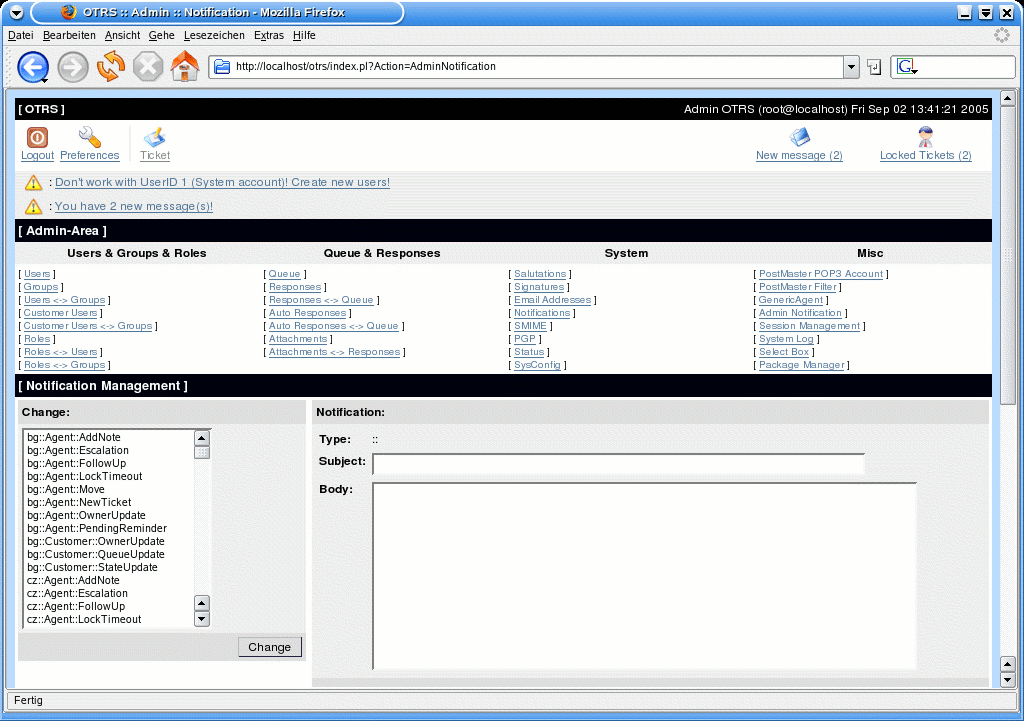 OTRS :: Admin :: Notification - Mozilla Firefox
Datei Bearbeiten Ansicht Gehe Lesezeichen Extras Hilfe
http://localhost/otrs/index.pl?Action=AdminNotification
[ OTRS ] Admin OTRS (root@localhost) Fri Sep 02 13:41:21 2005
Logout Preferences Ticket New message (2) Locked Tickets (2)
: Don't work with UserID 1 (System account)! Create new users!
: You have 2 new message(s)!
[ Admin-Area ]
Users & Groups & Roles Queue & Responses System Misc
[ Users ] [ Queue ] [ Salutations ] [ PostMaster POP3 Account ]
[ Groups ] [ Responses ] [ Signatures ] [ PostMaster Filter ]
[ Users <-> Groups ] [ Responses <-> Queue ] [ Email Addresses ] [ GenericAgent ]
[ Customer Users ] [ Auto Responses ] [ Notifications ] [ Admin Notification ]
[ Customer Users <-> Groups ] [ Auto Responses <-> Queue ] [ SMIME ] [ Session Management ]
[ Roles ] [ Attachments ] [ PGP ] [ System Log ]
[ Roles <-> Users ] [ Attachments <-> Responses ] [ Status ] [ Select Box ]
[ Roles <-> Groups ] [ SysConfig ] [ Package Manager ]
[ Notification Management ]
Change:
bg::Agent::AddNote
bg::Agent::Escalation
bg::Agent::FollowUp
bg::Agent::LockTimeout
bg::Agent::Move
bg::Agent::NewTicket
bg::Agent::OwnerUpdate
bg::Agent::PendingReminder
bg::Customer::OwnerUpdate
bg::Customer::QueueUpdate
bg::Customer::StateUpdate
cz::Agent::AddNote
cz::Agent::Escalation
cz::Agent::FollowUp
cz::Agent::LockTimeout
Change
Notification:
Type: ::
Subject:
Body:
Fertig